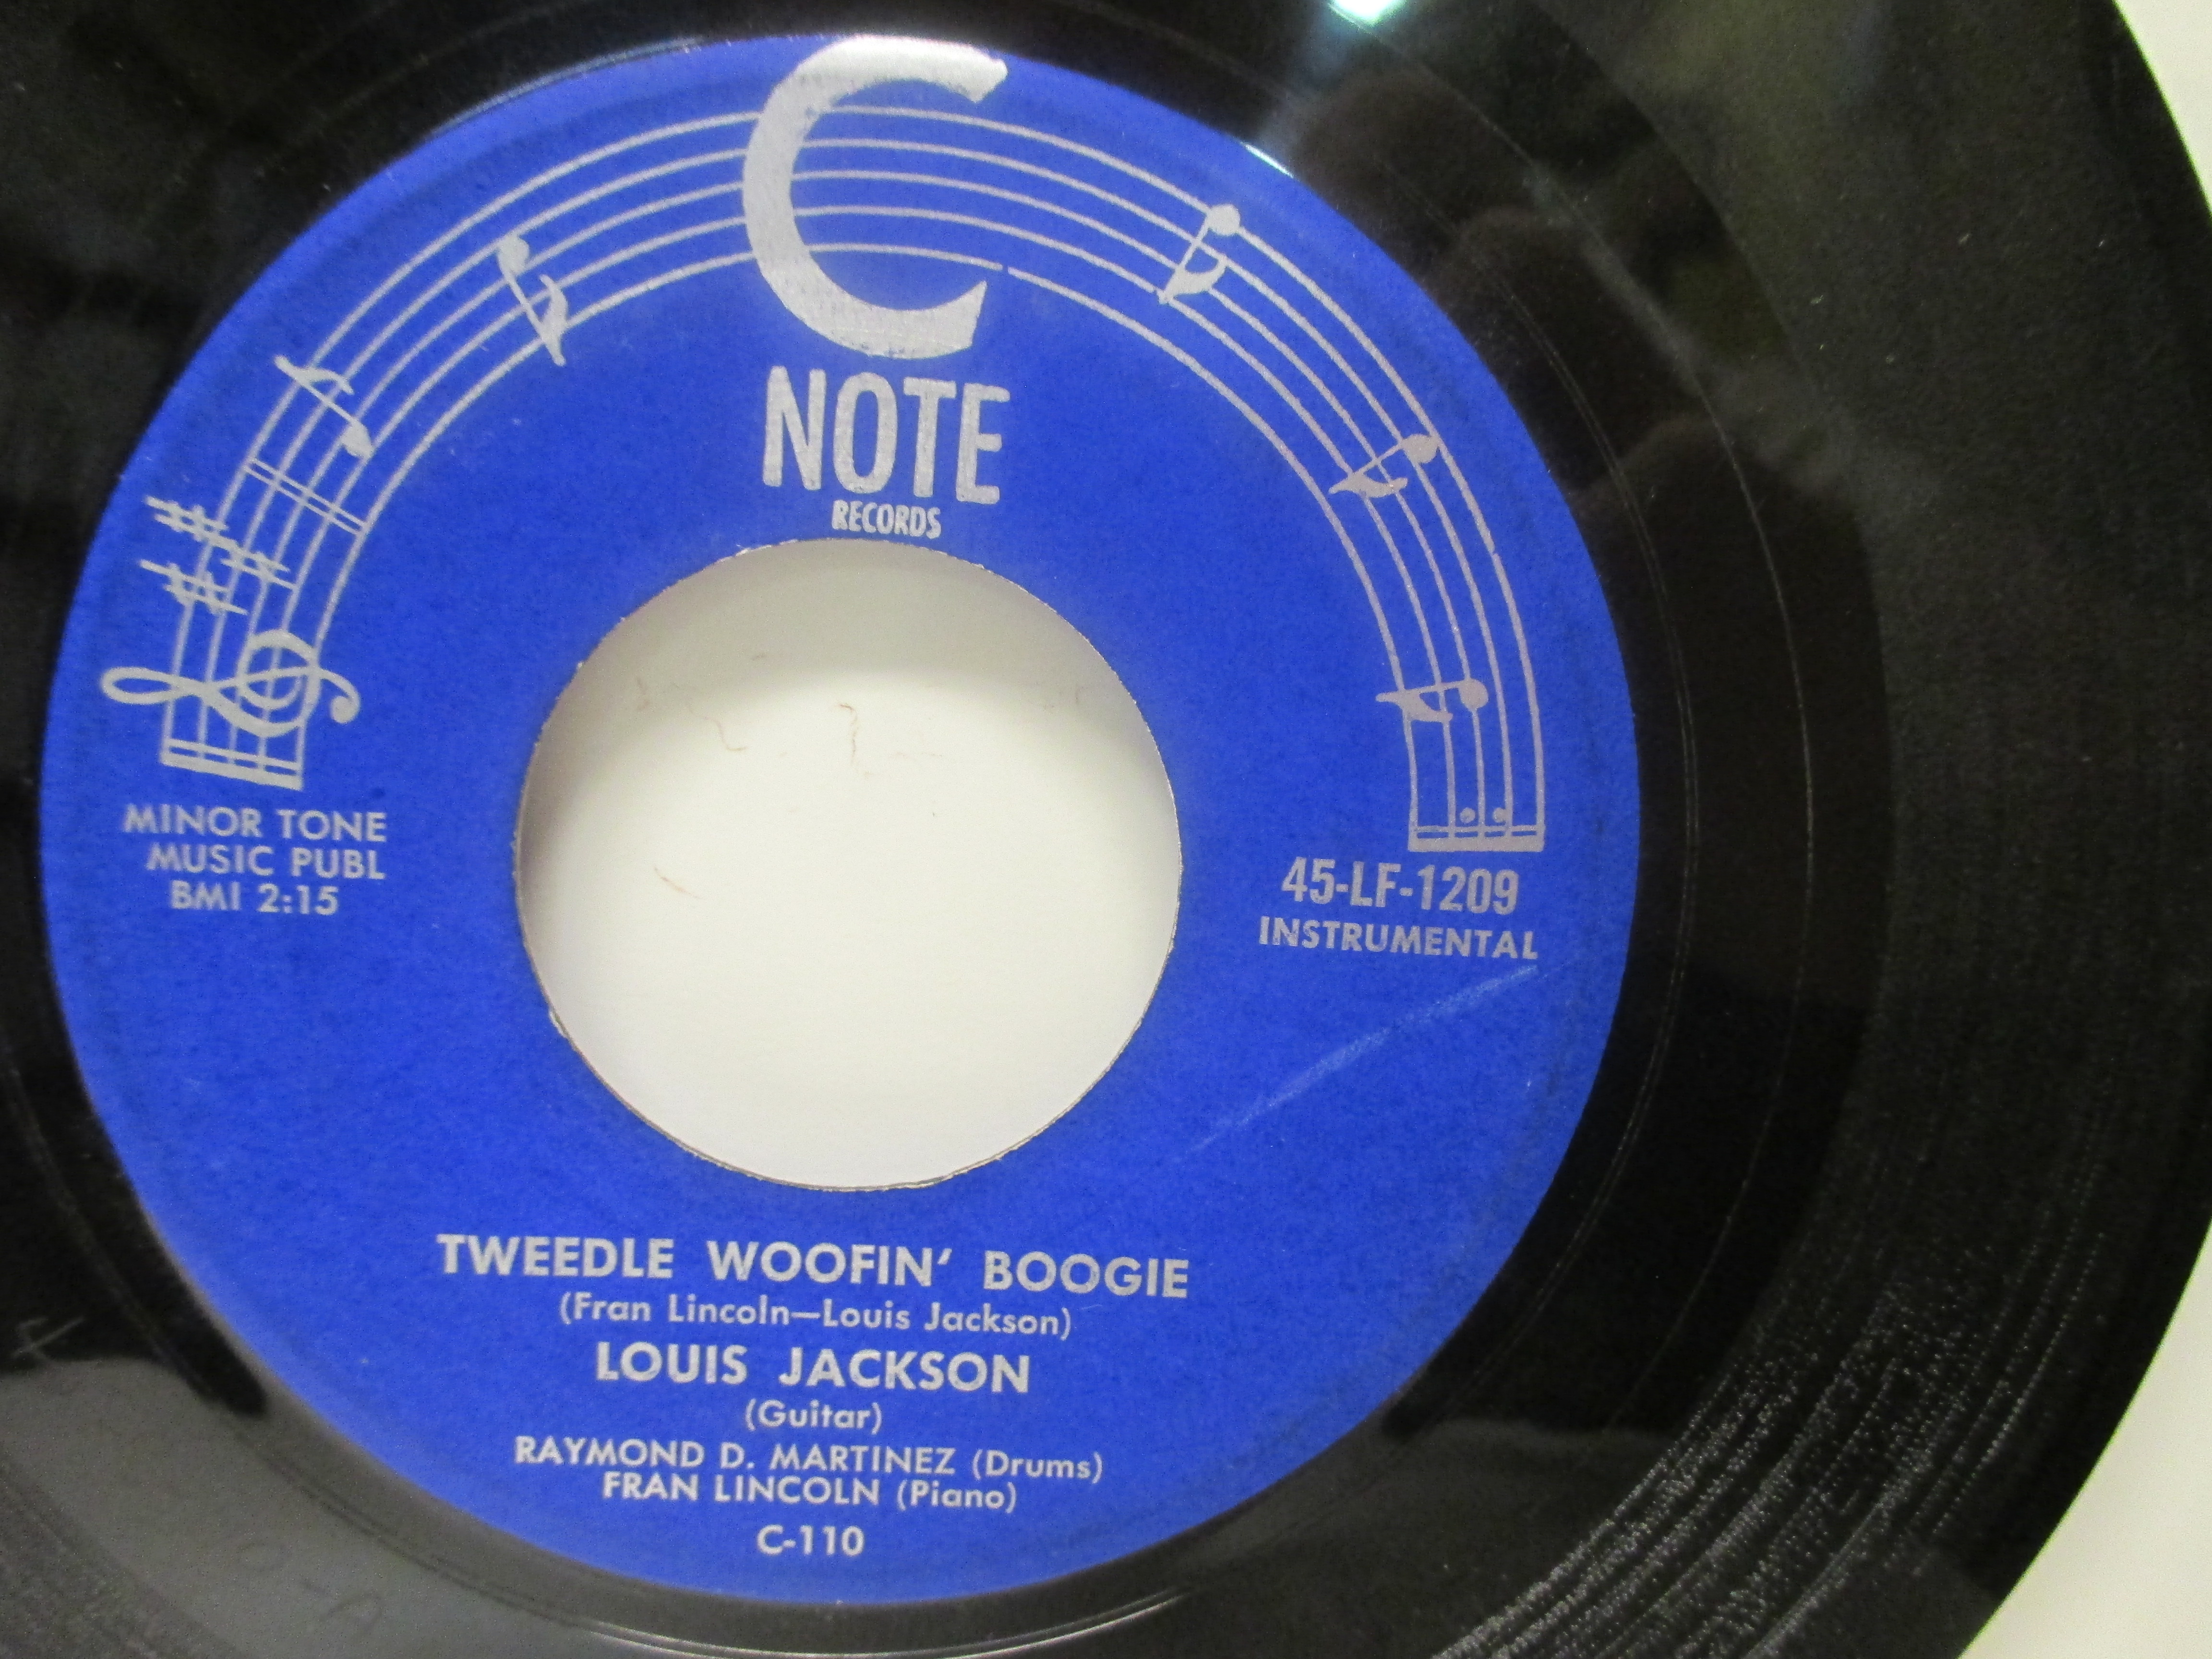 C
NOTE
RECORDS
MINOR TONE
MUSIC PUBL
BMI 2:15
45-LF-1209
INSTRUMENTAL
TWEEDLE WOOFIN' BOOGIE
(Fran Lincoln—Louis Jackson)
LOUIS JACKSON
(Guitar)
RAYMOND D. MARTINEZ (Drums)
FRAN LINCOLN (Piano)
C-110